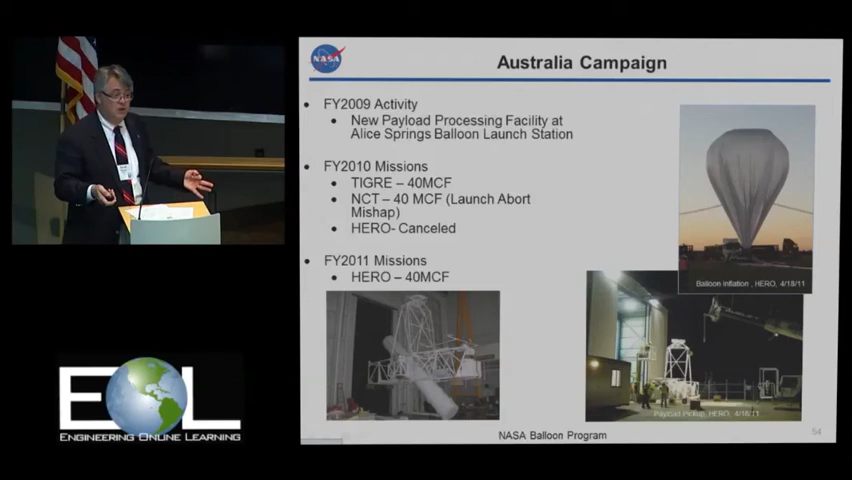 NASA
Australia Campaign
FY2009 Activity
New Payload Processing Facility at
Alice Springs Balloon Launch Station
FY2010 Missions
TIGRE – 40MCF
NCT – 40 MCF (Launch Abort
Mishap)
HERO- Canceled
FY2011 Missions
HERO – 40MCF
Balloon Inflation , HERO, 4/18/11
Payload Pickup, HERO, 4/18/11
NASA Balloon Program
54
EOL
ENGINEERING ONLINE LEARNING